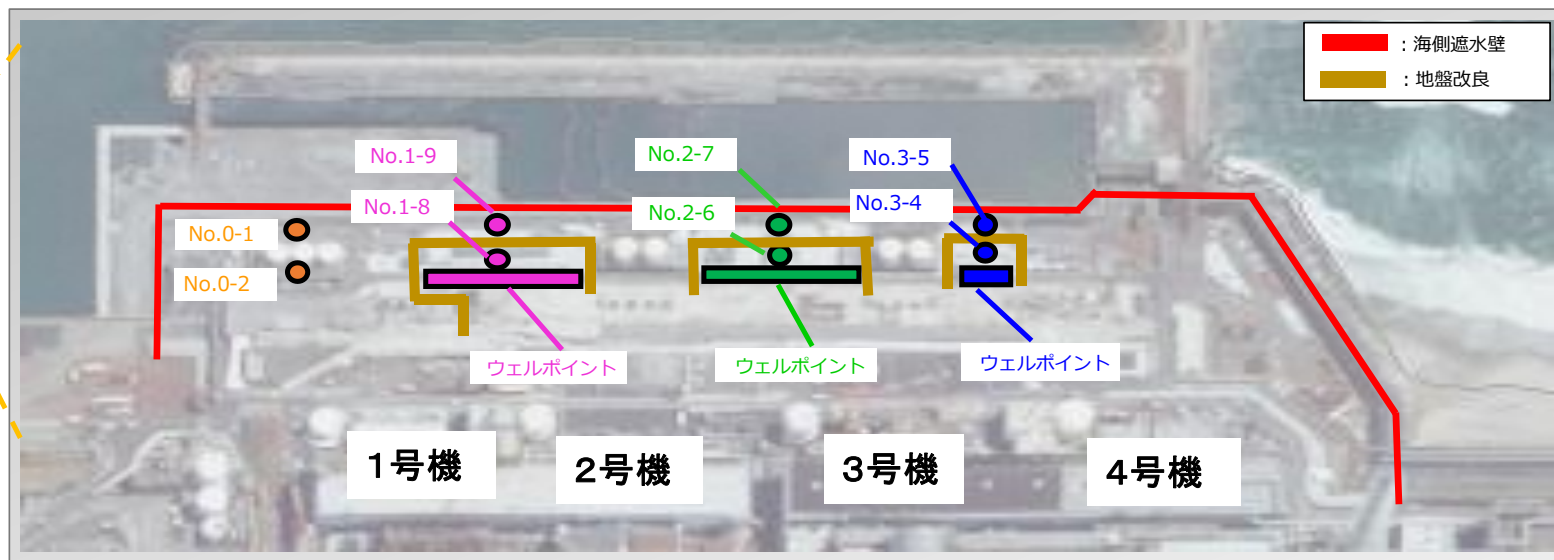 ：海側遮水壁
：地盤改良
No.1-9
No.2-7
No.3-5
No.1-8
No.2-6
No.3-4
No.0-1
No.0-2
ウェルポイント
ウェルポイント
ウェルポイント
１号機
２号機
３号機
４号機